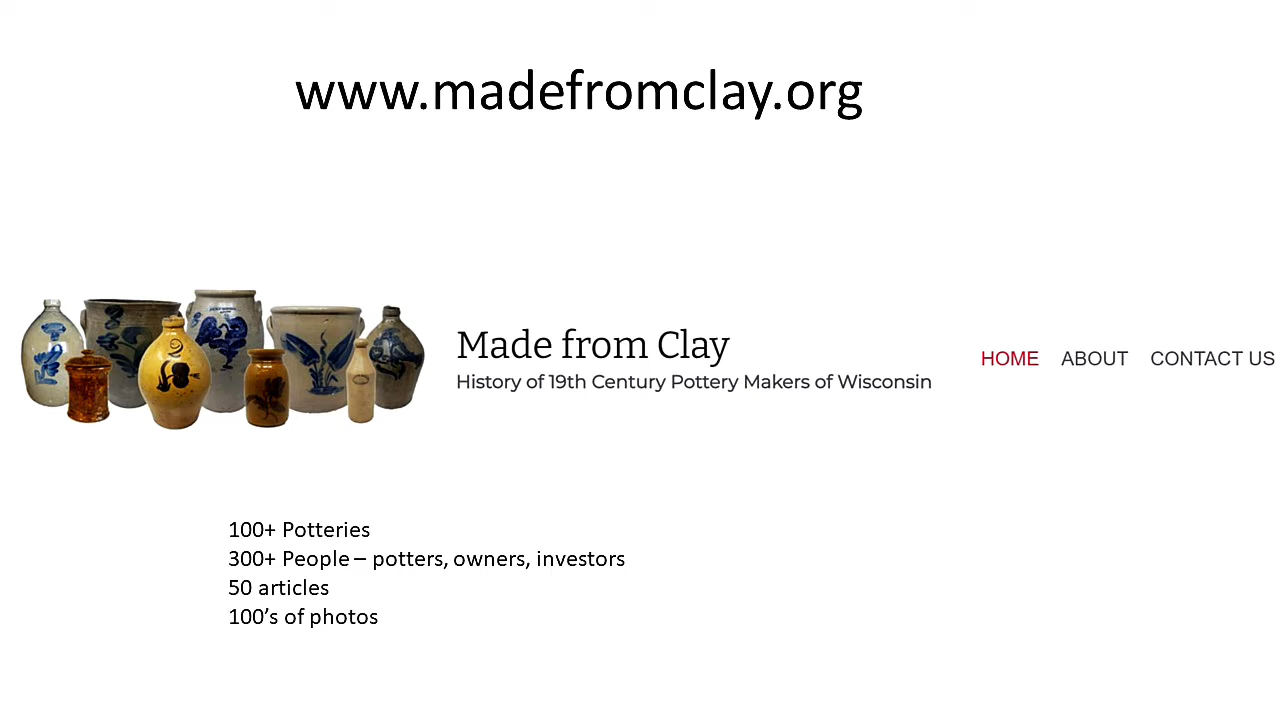 www.madefromclay.org
Made from Clay
History of 19th Century Pottery Makers of Wisconsin
HOME ABOUT CONTACT US
100+ Potteries
300+ People – potters, owners, investors
50 articles
100’s of photos